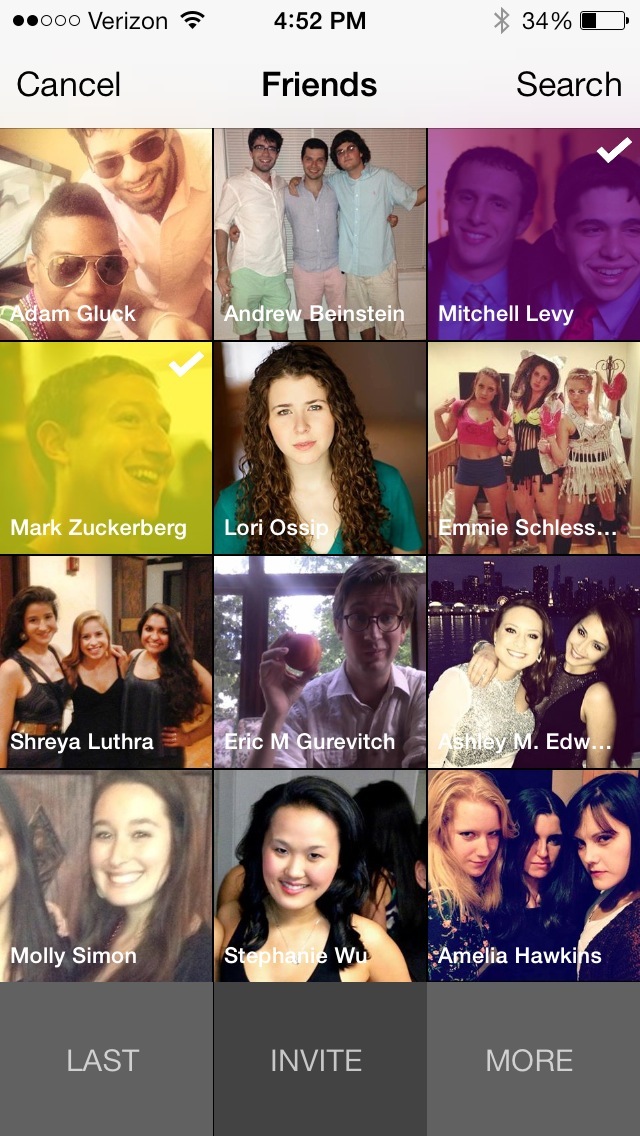 Verizon 4:52 PM 34%
Cancel Friends Search
Adam Gluck Andrew Beinstein Mitchell Levy
Mark Zuckerberg Lori Ossip Emmie Schless...
Shreya Luthra Eric M Gurevitch Ashley M. Edw...
Molly Simon Stephanie Wu Amelia Hawkins
LAST INVITE MORE